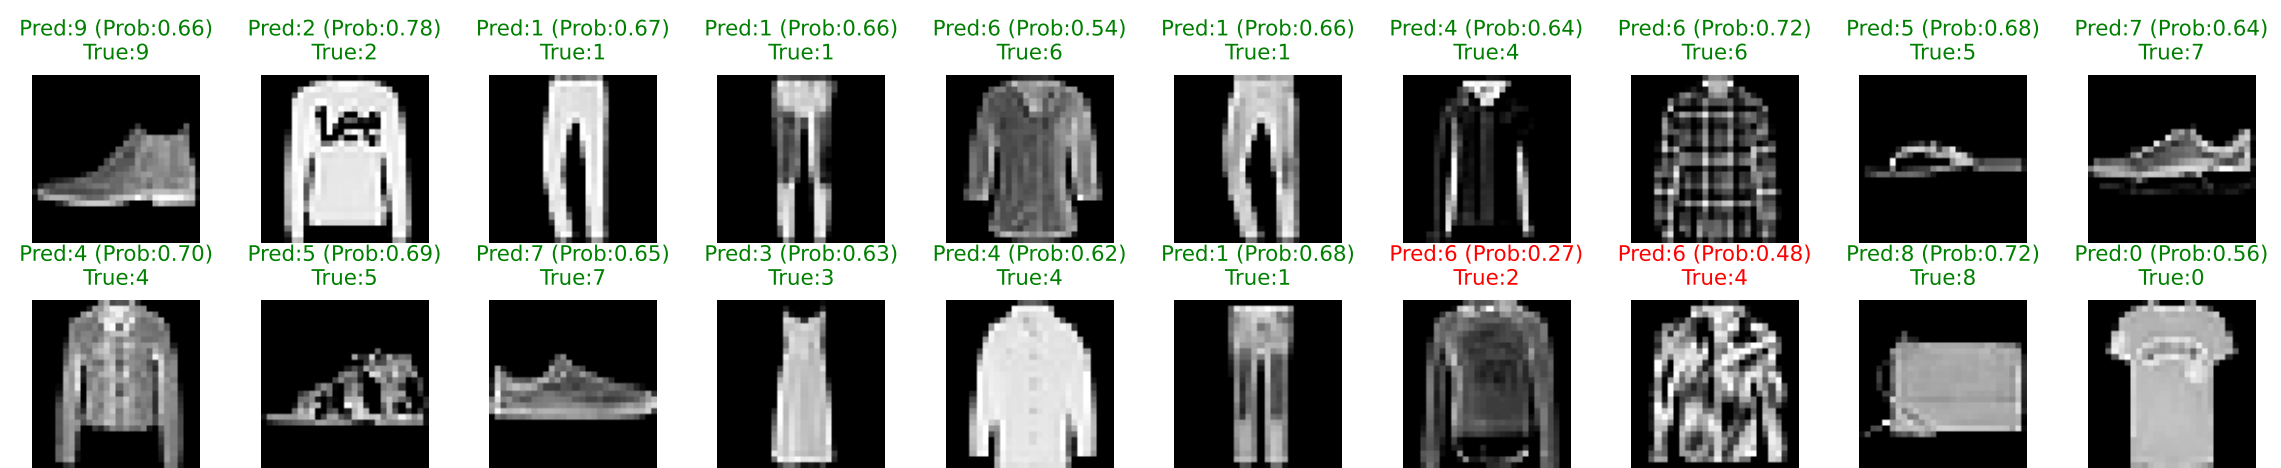 Pred:9 (Prob:0.66) Pred:2 (Prob:0.78) Pred:1 (Prob:0.67) Pred:1 (Prob:0.66) Pred:6 (Prob:0.54) Pred:1 (Prob:0.66) Pred:4 (Prob:0.64) Pred:6 (Prob:0.72) Pred:5 (Prob:0.68) Pred:7 (Prob:0.64)
True:9 True:2 True:1 True:1 True:6 True:1 True:4 True:6 True:5 True:7
Lee
Pred:4 (Prob:0.70) Pred:5 (Prob:0.69) Pred:7 (Prob:0.65) Pred:3 (Prob:0.63) Pred:4 (Prob:0.62) Pred:1 (Prob:0.68) Pred:6 (Prob:0.27) Pred:6 (Prob:0.48) Pred:8 (Prob:0.72) Pred:0 (Prob:0.56)
True:4 True:5 True:7 True:3 True:4 True:1 True:2 True:4 True:8 True:0